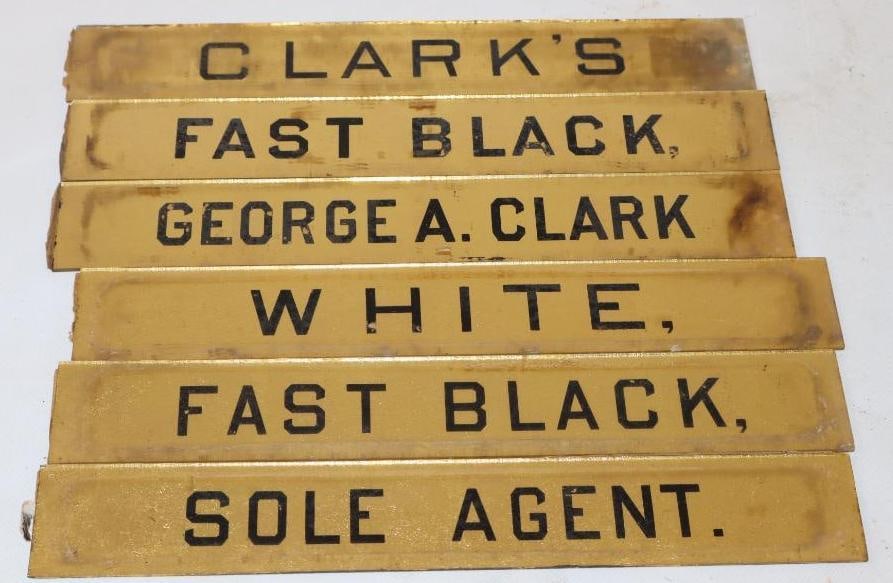 CLARK'S
FAST BLACK,
GEORGE A. CLARK
WHITE,
FAST BLACK,
SOLE AGENT.